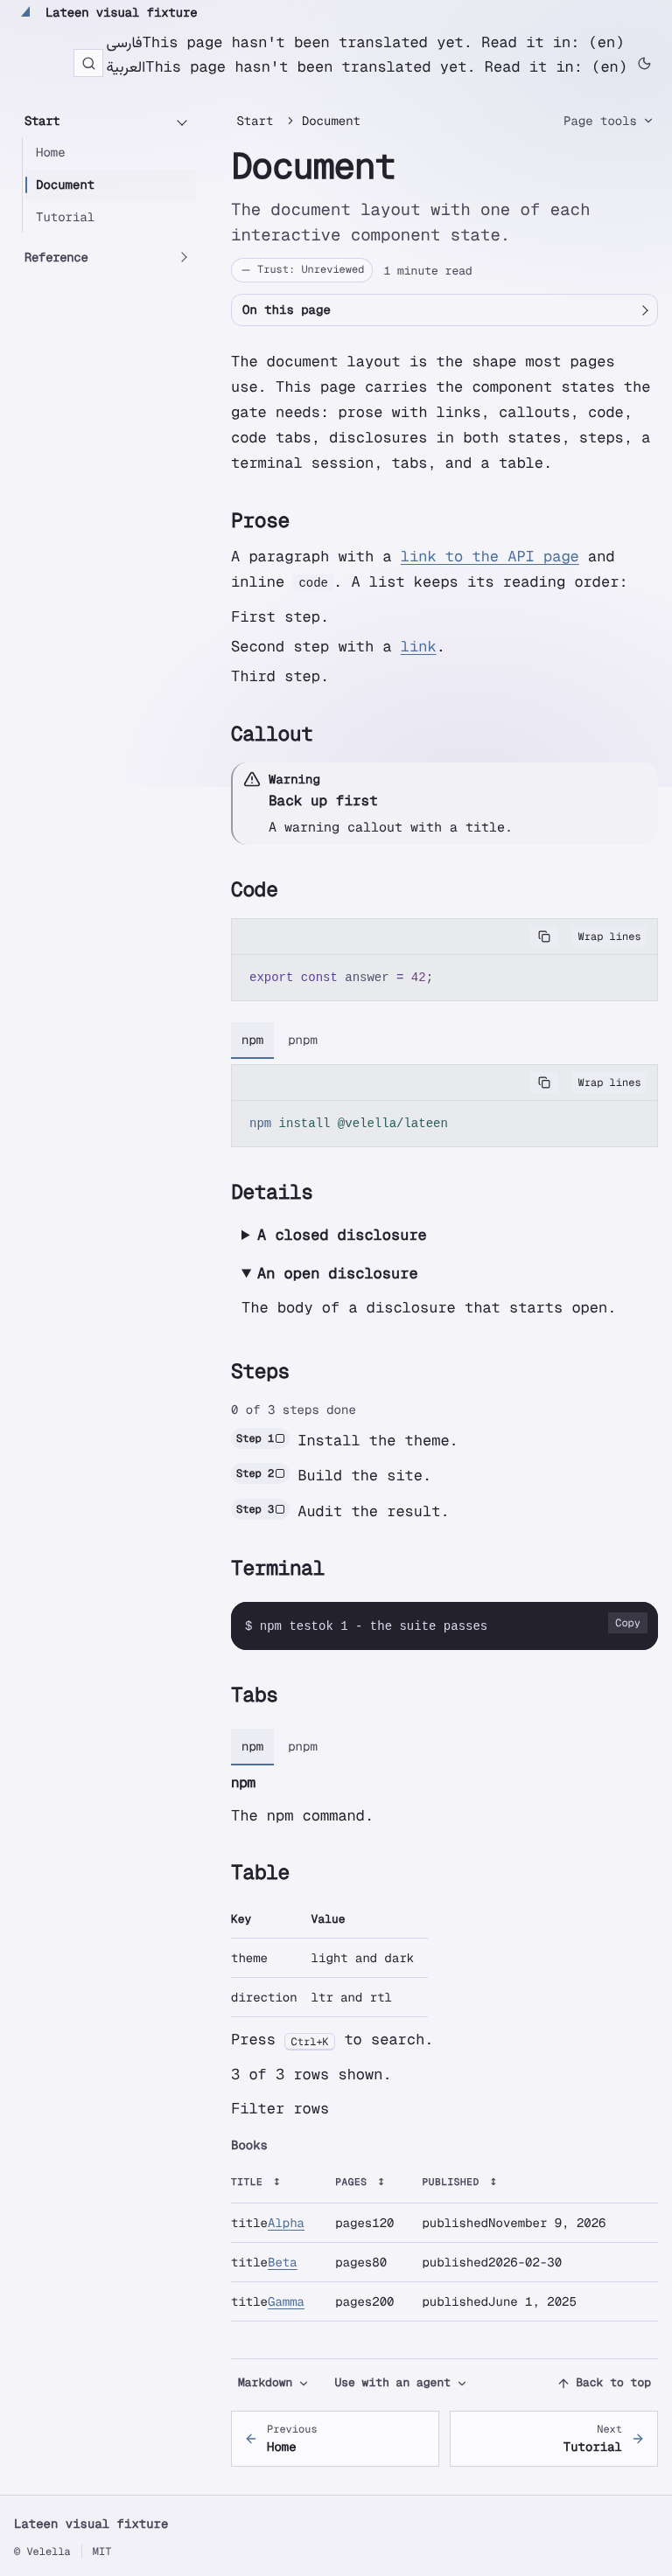 Lateen visual fixture
فارسیThis page hasn't been translated yet. Read it in: (en)
العربيةThis page hasn't been translated yet. Read it in: (en)
Start
Home
Document
Tutorial
Reference
Start > Document
Page tools
Document
The document layout with one of each
interactive component state.
— Trust: Unreviewed
1 minute read
On this page
The document layout is the shape most pages
use. This page carries the component states the
gate needs: prose with links, callouts, code,
code tabs, disclosures in both states, steps, a
terminal session, tabs, and a table.
Prose
A paragraph with a link to the API page and
inline code. A list keeps its reading order:
First step.
Second step with a link.
Third step.
Callout
Warning
Back up first
A warning callout with a title.
Code
Wrap lines
export const answer = 42;
npm pnpm
Wrap lines
npm install @velella/lateen
Details
A closed disclosure
An open disclosure
The body of a disclosure that starts open.
Steps
0 of 3 steps done
Step 1 Install the theme.
Step 2 Build the site.
Step 3 Audit the result.
Terminal
$ npm testok 1 - the suite passes
Copy
Tabs
npm pnpm
npm
The npm command.
Table
Key Value
theme light and dark
direction ltr and rtl
Press Ctrl+K to search.
3 of 3 rows shown.
Filter rows
Books
TITLE ↕ PAGES ↕ PUBLISHED ↕
titleAlpha pages120 publishedNovember 9, 2026
titleBeta pages80 published2026-02-30
titleGamma pages200 publishedJune 1, 2025
Markdown Use with an agent ↑ Back to top
← Previous
Home
Next →
Tutorial
Lateen visual fixture
© Velella MIT